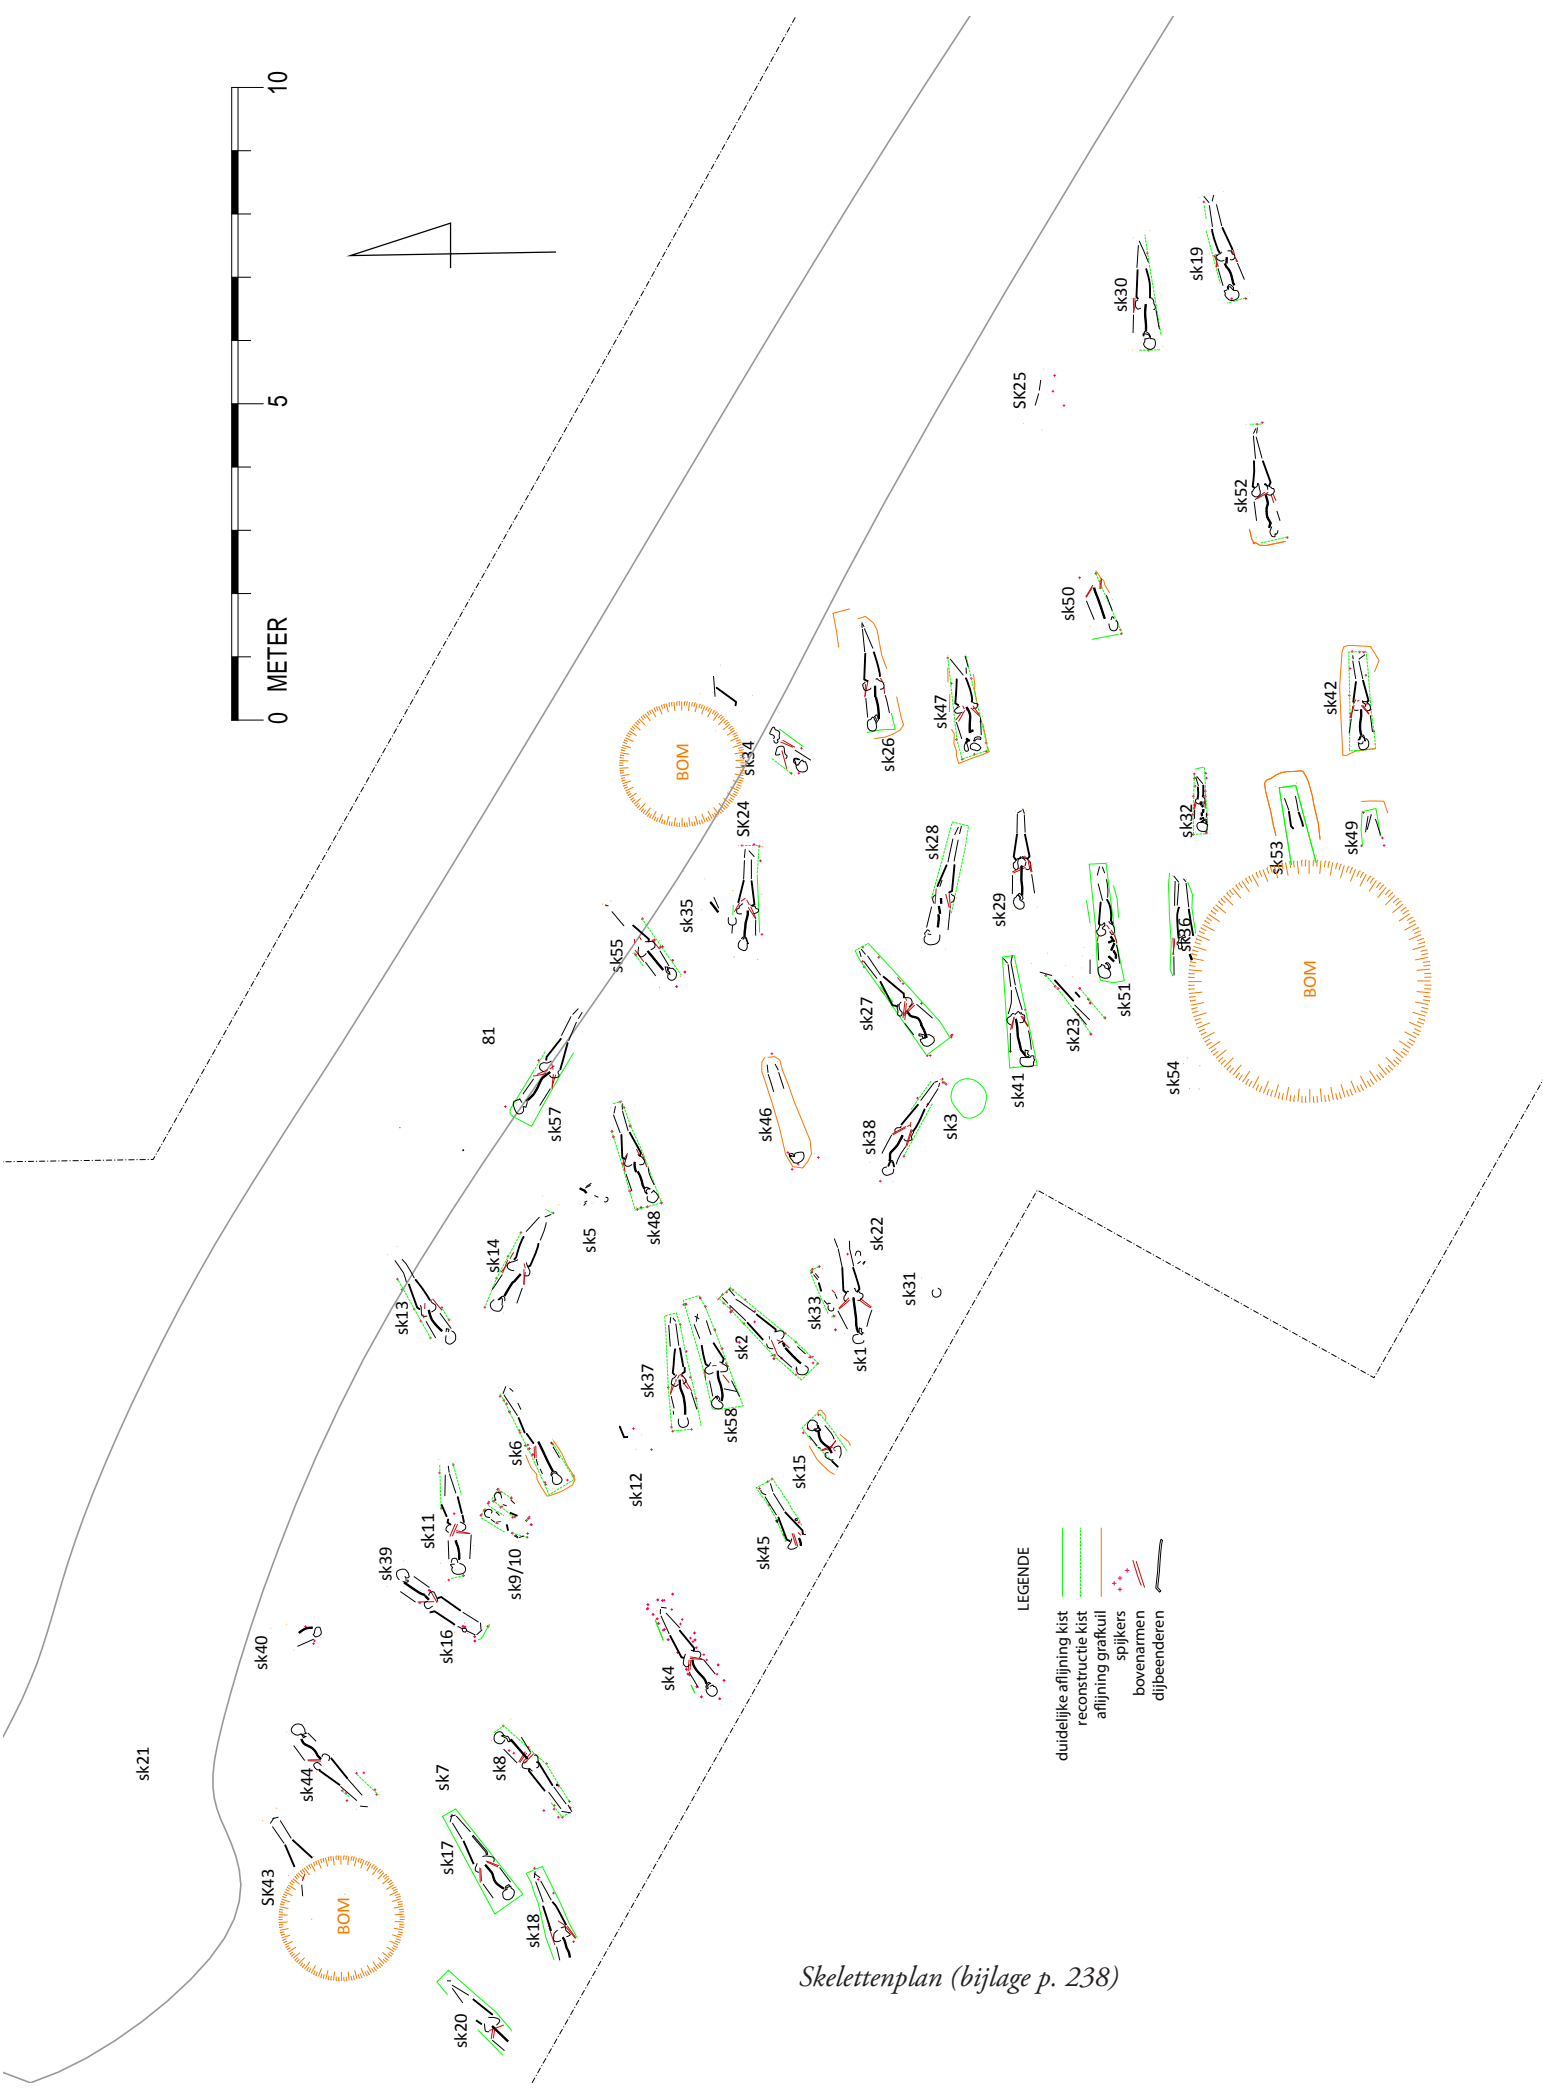 10
5
0 METER
sk19
sk30
SK25
sk52
sk50
sk42
sk47
sk26
BOM
sk34
SK24
sk32
sk49
sk53
sk28
sk29
sk35
sk55
sk36
BOM
sk51
sk27
sk23
81
sk54
sk41
sk57
sk46
sk3
sk38
sk5
sk48
sk22
sk14
sk31
sk33
sk13
sk2
sk1
sk37
sk58
sk6
sk15
sk12
sk11
sk45
sk39
sk9/10
sk16
sk40
sk4
sk21
sk44
sk7
sk8
sk17
SK43
BOM
sk18
sk20
LEGENDE
duidelijke aflijning kist
reconstructie kist
aflijning grafkuil
spijkers
bovenarmen
dijbeenderen
Skelettenplan (bijlage p. 238)